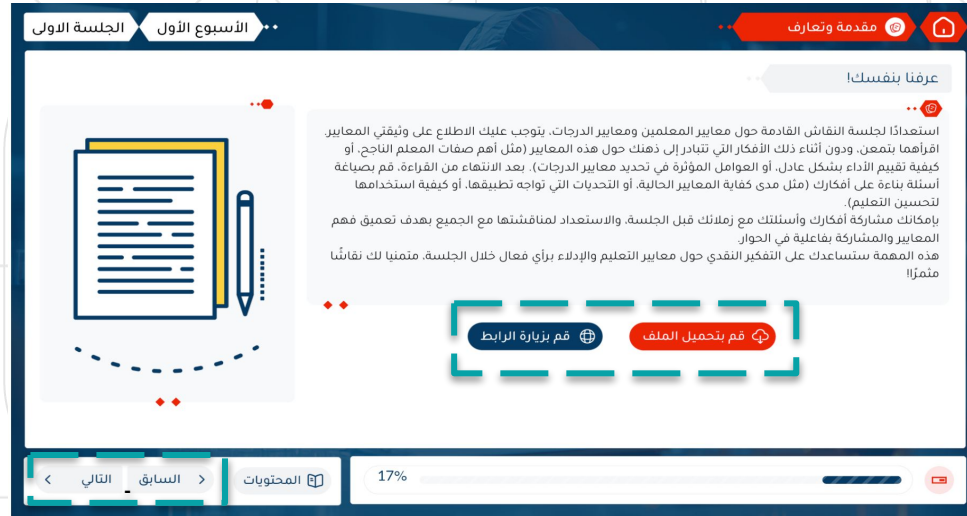 مقدمة وتعارف
الأسبوع الأول
الجلسة الاولى
عرفنا بنفسك!
استعدادًا لجلسة النقاش القادمة حول معايير المعلمين ومعايير الدرجات، يتوجب عليك الاطلاع على وثيقتي المعايير.
اقرأهما بتمعن، ودون أثناء ذلك الأفكار التي تتبادر إلى ذهنك حول هذه المعايير (مثل أهم صفات المعلم الناجح، أو
كيفية تقييم الأداء بشكل عادل، أو العوامل المؤثرة في تحديد معايير الدرجات). بعد الانتهاء من القراءة، قم بصياغة
أسئلة بناءة على أفكارك (مثل مدى كفاية المعايير الحالية، أو التحديات التي تواجه تطبيقها، أو كيفية استخدامها
لتحسين التعليم).
بإمكانك مشاركة أفكارك وأسئلتك مع زملائك قبل الجلسة، والاستعداد لمناقشتها مع الجميع بهدف تعميق فهم
المعايير والمشاركة بفاعلية في الحوار.
هذه المهمة ستساعدك على التفكير النقدي حول معايير التعليم والإدلاء برأي فعال خلال الجلسة، متمنيا لك نقاشًا
مثمرًا!
قم بتحميل الملف
قم بزيارة الرابط
17%
المحتويات
السابق
التالي